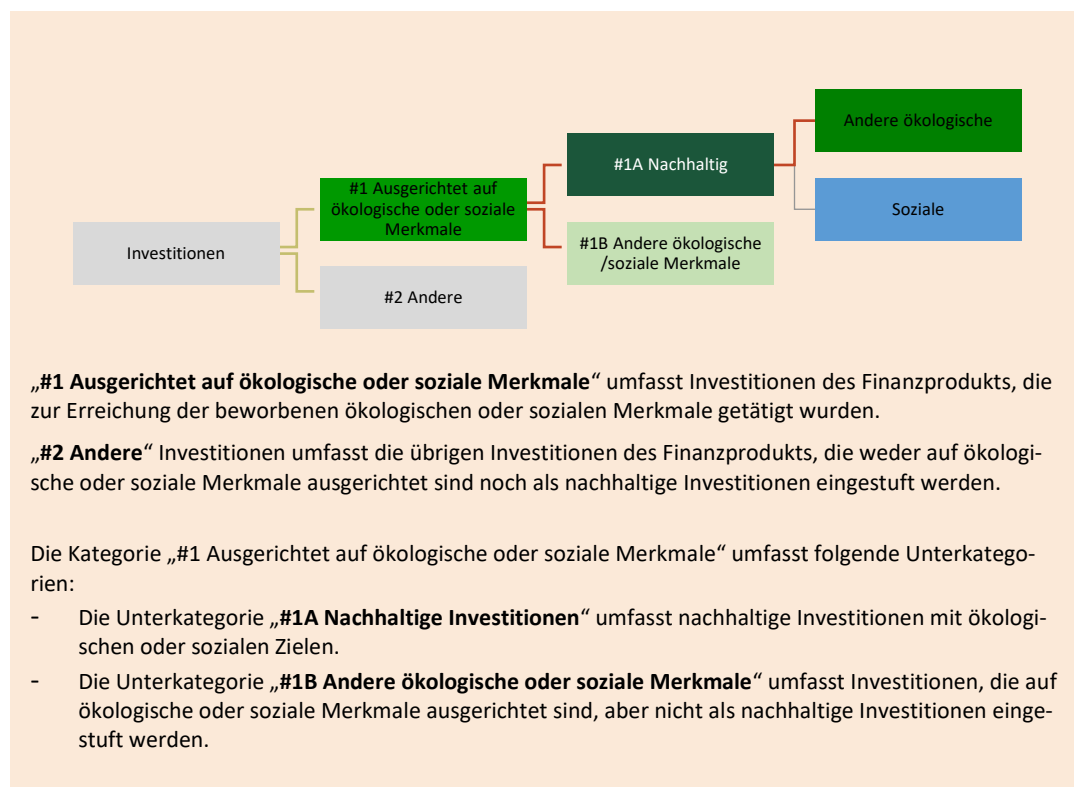 Andere ökologische
#1A Nachhaltig
#1 Ausgerichtet auf
ökologische oder soziale
Merkmale
Soziale
Investitionen
#1B Andere ökologische
/soziale Merkmale
#2 Andere
„#1 Ausgerichtet auf ökologische oder soziale Merkmale“ umfasst Investitionen des Finanzprodukts, die
zur Erreichung der beworbenen ökologischen oder sozialen Merkmale getätigt wurden.
„#2 Andere“ Investitionen umfasst die übrigen Investitionen des Finanzprodukts, die weder auf ökologi-
sche oder soziale Merkmale ausgerichtet sind noch als nachhaltige Investitionen eingestuft werden.
Die Kategorie „#1 Ausgerichtet auf ökologische oder soziale Merkmale“ umfasst folgende Unterkatego-
rien:
- Die Unterkategorie „#1A Nachhaltige Investitionen“ umfasst nachhaltige Investitionen mit ökologi-
schen oder sozialen Zielen.
- Die Unterkategorie „#1B Andere ökologische oder soziale Merkmale“ umfasst Investitionen, die auf
ökologische oder soziale Merkmale ausgerichtet sind, aber nicht als nachhaltige Investitionen einge-
stuft werden.